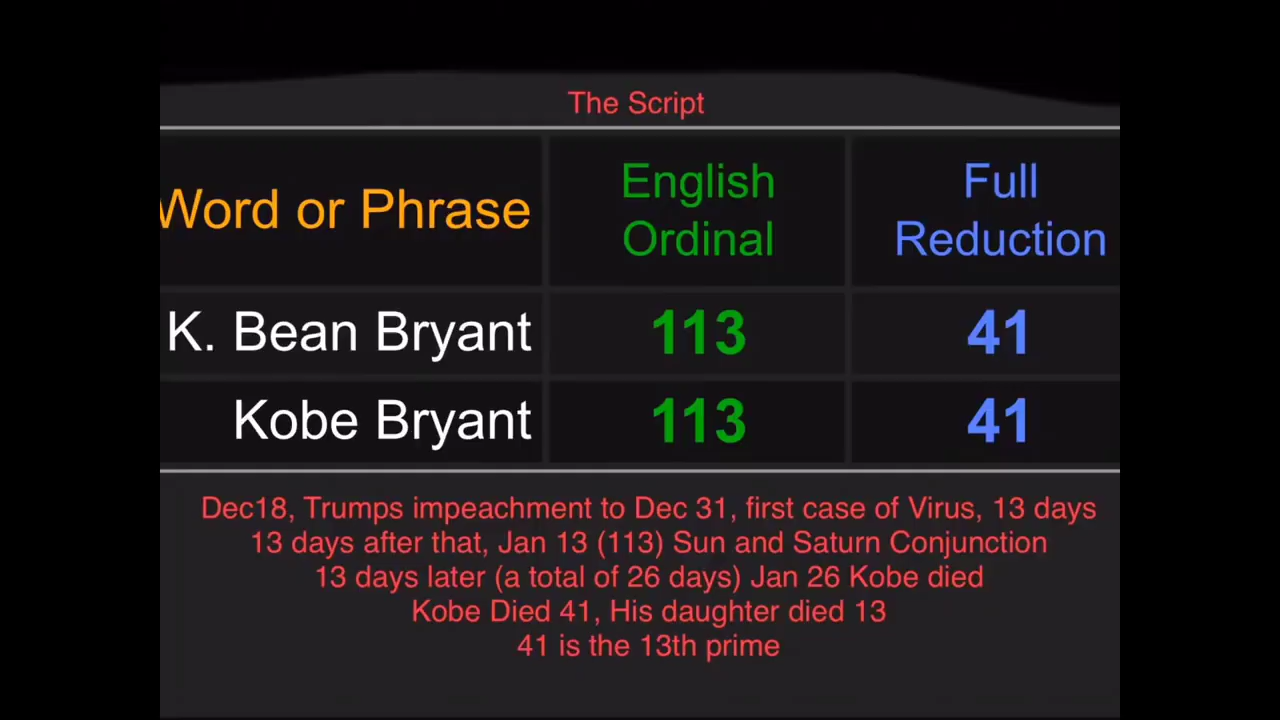 The Script
Word or Phrase
English Ordinal
Full Reduction
K. Bean Bryant 113 41
Kobe Bryant 113 41
Dec18, Trumps impeachment to Dec 31, first case of Virus, 13 days
13 days after that, Jan 13 (113) Sun and Saturn Conjunction
13 days later (a total of 26 days) Jan 26 Kobe died
Kobe Died 41, His daughter died 13
41 is the 13th prime